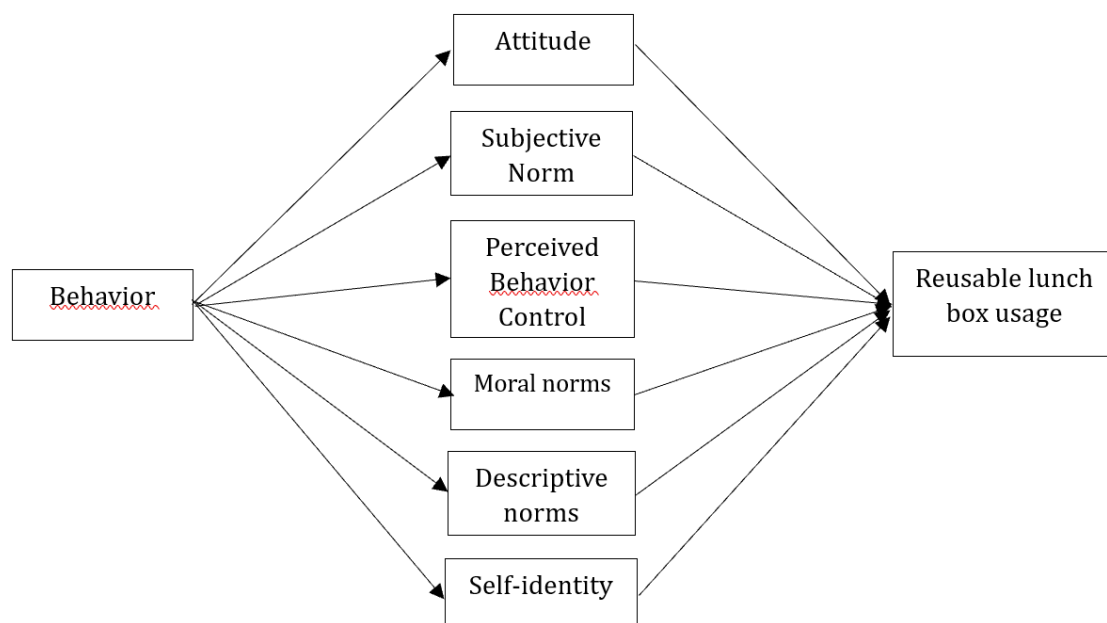 Attitude
Subjective
Norm
Perceived
Behavior
Control
Behavior
Reusable lunch
box usage
Moral norms
Descriptive
norms
Self-identity